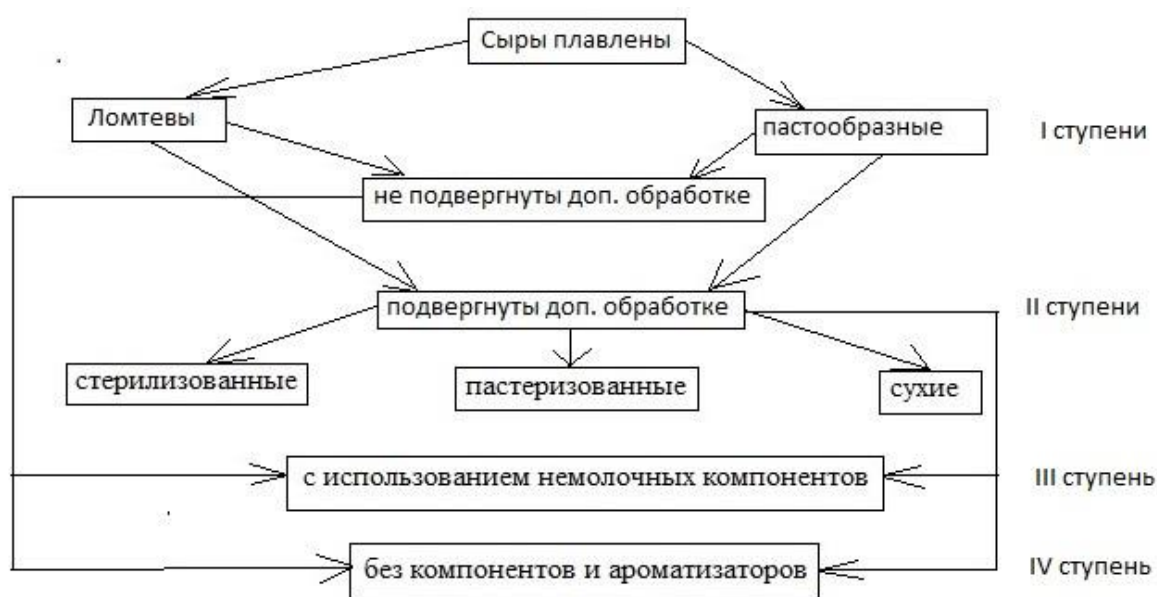 Сыры плавлены
Ломтевы
пастообразные
I ступени
не подвергнуты доп. обработке
подвергнуты доп. обработке
II ступени
стерилизованные
пастеризованные
сухие
с использованием немолочных компонентов
III ступень
без компонентов и ароматизаторов
IV ступень